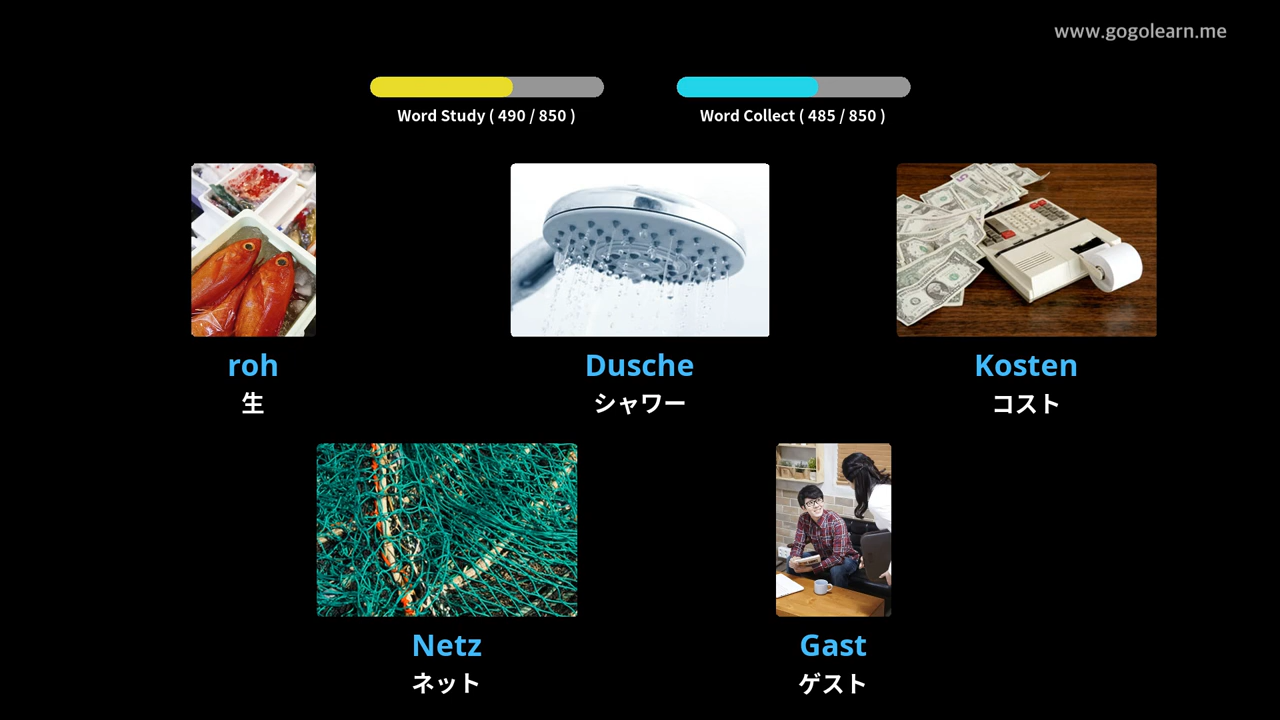 www.gogolearn.me
Word Study ( 490 / 850 )
Word Collect ( 485 / 850 )
roh
生
Dusche
シャワー
Kosten
コスト
Netz
ネット
Gast
ゲスト